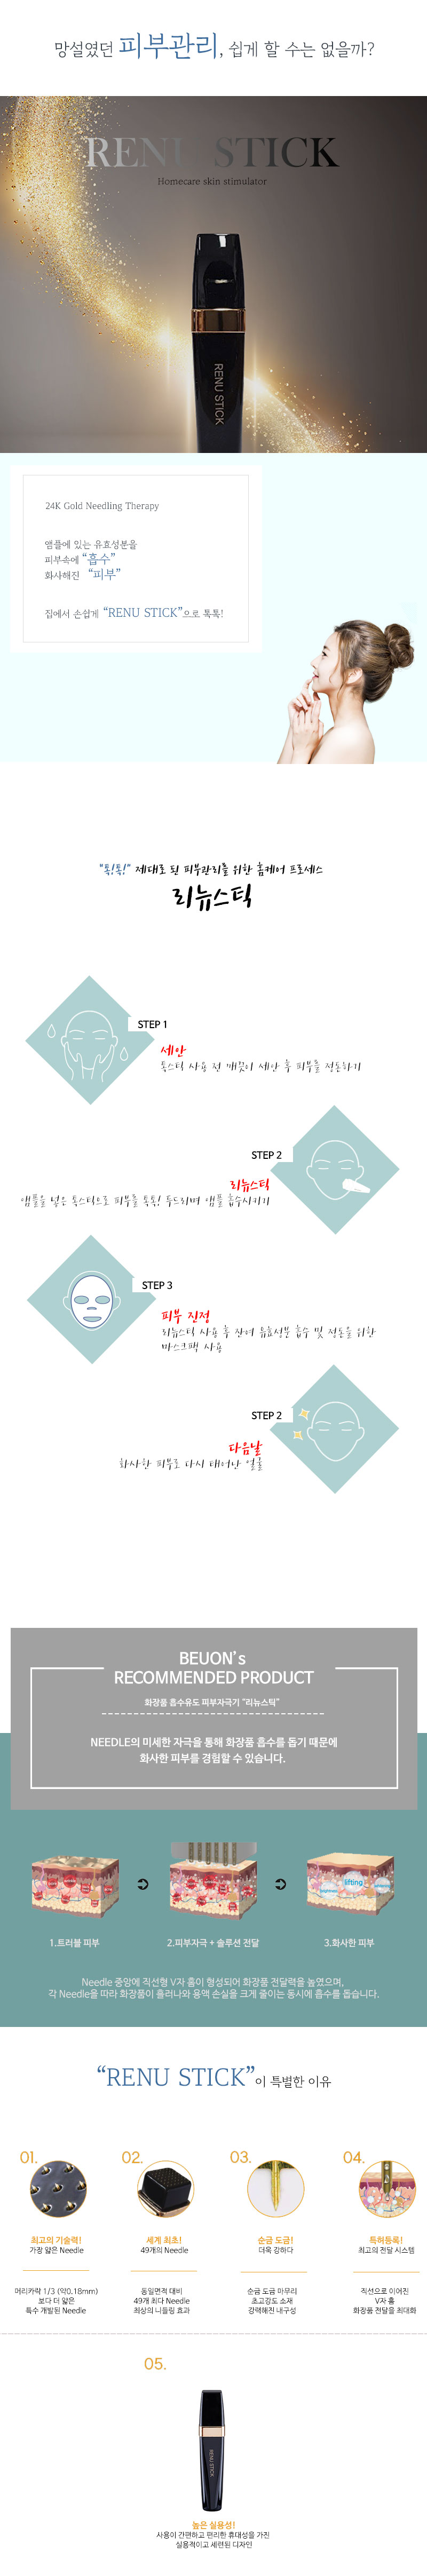 망설였던 피부관리, 쉽게 할 수는 없을까?
RENU STICK
Homecare skin stimulator
RENU STICK
24K Gold Needling Therapy
앰플에 있는 유효성분을
피부속에 “흡수”
화사해진 “피부”
집에서 손쉽게 “RENU STICK”으로 톡톡!
"톡!톡!" 제대로 된 피부관리를 위한 홈케어 프로세스
리뉴스틱
STEP 1
세안
톡스틱 사용 전 깨끗이 세안 후 피부를 정돈하기
STEP 2
리뉴스틱
앰플을 넣은 톡스틱으로 피부를 톡톡! 두드리며 앰플 흡수시키기
STEP 3
피부 진정
리뉴스틱 사용 후 잔여 유효성분 흡수 및 진정을 위한
마스크팩 사용
STEP 2
다음날
화사한 피부로 다시 태어난 얼굴
BEUON’s
RECOMMENDED PRODUCT
화장품 흡수유도 피부자극기 “리뉴스틱”
NEEDLE의 미세한 자극을 통해 화장품 흡수를 돕기 때문에
화사한 피부를 경험할 수 있습니다.
lifting
1.트러블 피부
2.피부자극 + 솔루션 전달
3.화사한 피부
Needle 중앙에 직선형 V자 홈이 형성되어 화장품 전달력을 높였으며,
각 Needle을 따라 화장품이 흘러나와 용액 손실을 크게 줄이는 동시에 흡수를 돕습니다.
“RENU STICK”이 특별한 이유
01.
최고의 기술력!
가장 얇은 Needle
머리카락 1/3 (약0.18mm)
보다 더 얇은
특수 개발된 Needle
02.
세계 최초!
49개의 Needle
동일면적 대비
49개 최다 Needle
최상의 니들링 효과
03.
순금 도금!
더욱 강하다
순금 도금 마무리
초고강도 소재
강력해진 내구성
04.
특허등록!
최고의 전달 시스템
직선으로 이어진
V자 홈
화장품 전달을 최대화
05.
RENU STICK
높은 실용성!
사용이 간편하고 편리한 휴대성을 가진
실용적이고 세련된 디자인